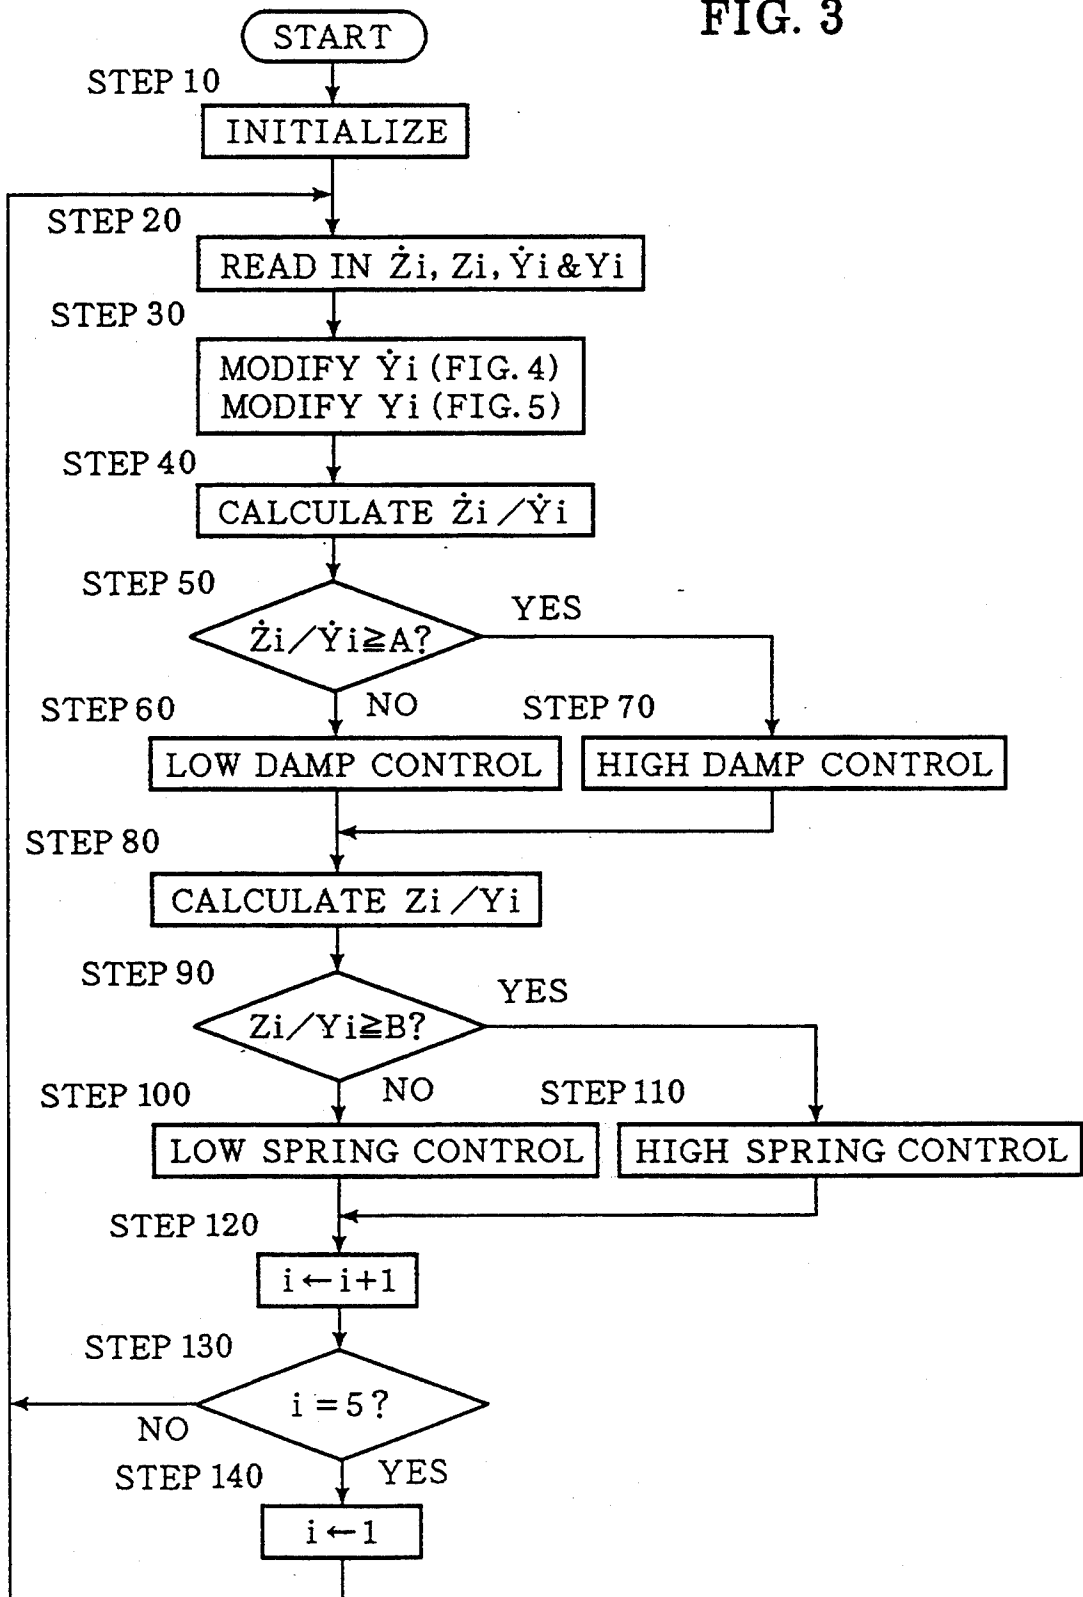 FIG. 3
START
STEP 10
INITIALIZE
STEP 20
READ IN Żi, Zi, Ẏi & Yi
STEP 30
MODIFY Ẏi (FIG. 4)
MODIFY Yi (FIG. 5)
STEP 40
CALCULATE Żi / Ẏi
STEP 50
YES
Żi / Ẏi ≧ A?
NO
STEP 60
STEP 70
LOW DAMP CONTROL
HIGH DAMP CONTROL
STEP 80
CALCULATE Zi / Yi
STEP 90
YES
Zi / Yi ≧ B?
NO
STEP 100
STEP 110
LOW SPRING CONTROL
HIGH SPRING CONTROL
STEP 120
i ← i+1
STEP 130
i = 5 ?
NO
STEP 140
YES
i ← 1